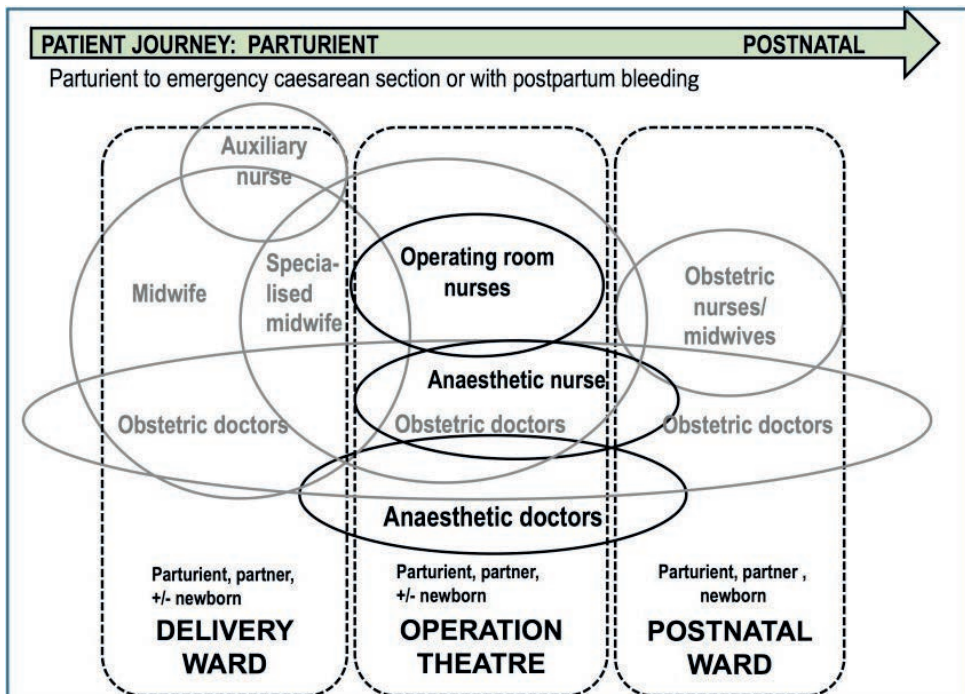 PATIENT JOURNEY: PARTURIENT POSTNATAL
Parturient to emergency caesarean section or with postpartum bleeding
Auxiliary
nurse
Midwife
Specia-
lised
midwife
Operating room
nurses
Obstetric
nurses/
midwives
Anaesthetic nurse
Obstetric doctors
Obstetric doctors
Obstetric doctors
Anaesthetic doctors
Parturient, partner,
+/- newborn
DELIVERY
WARD
Parturient, partner,
+/- newborn
OPERATION
THEATRE
Parturient, partner ,
newborn
POSTNATAL
WARD